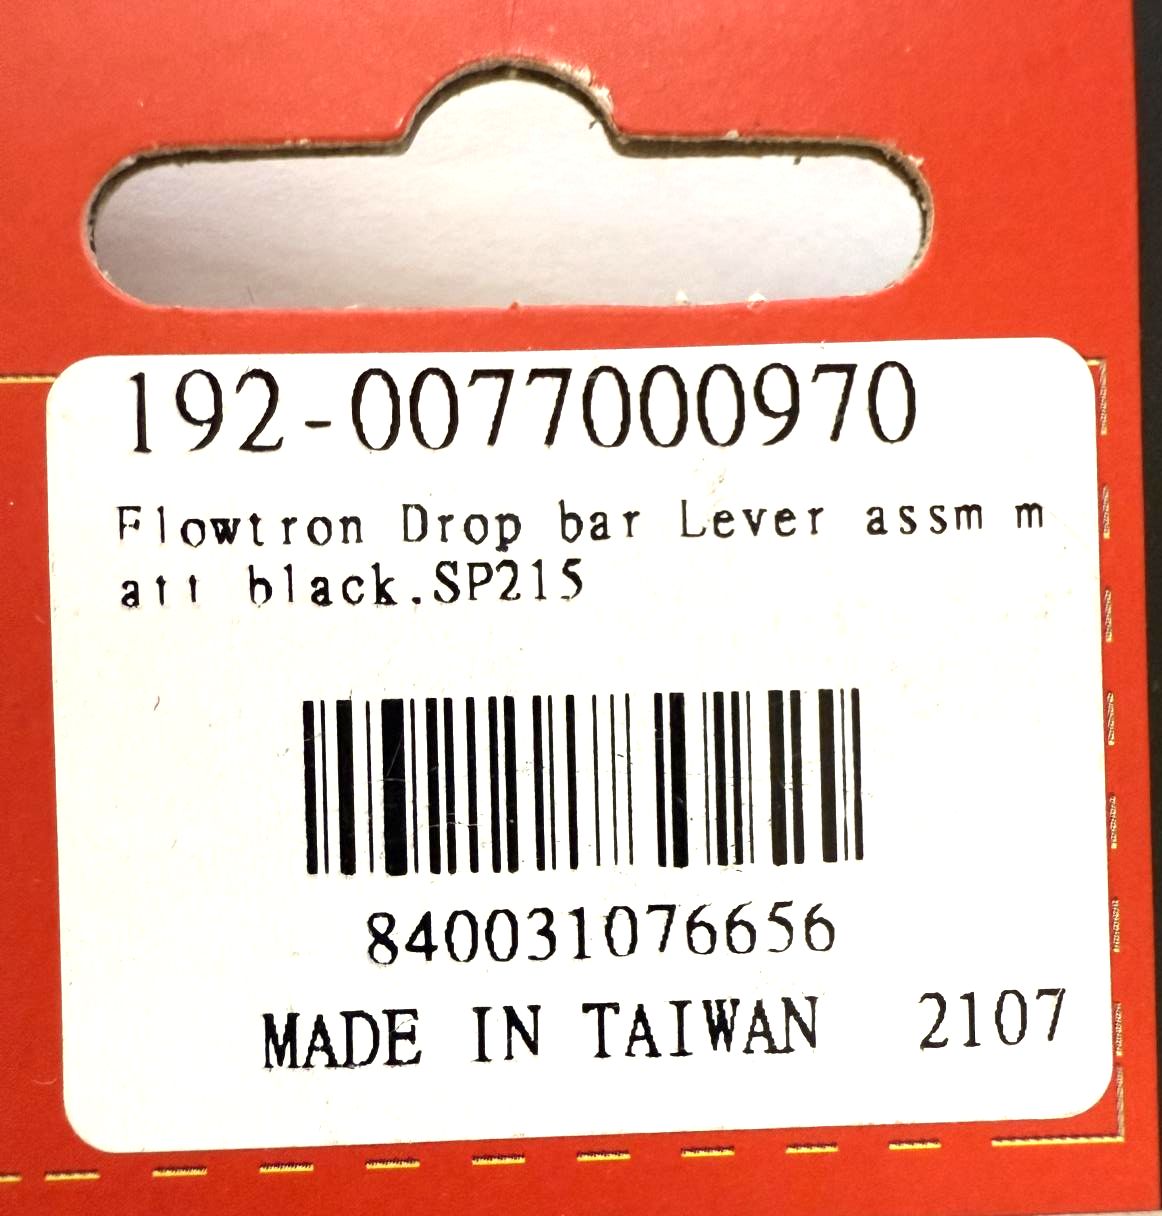 192-0077000970
Flowtron Drop bar Lever assm m
att black.SP215
840031076656
MADE IN TAIWAN 2107